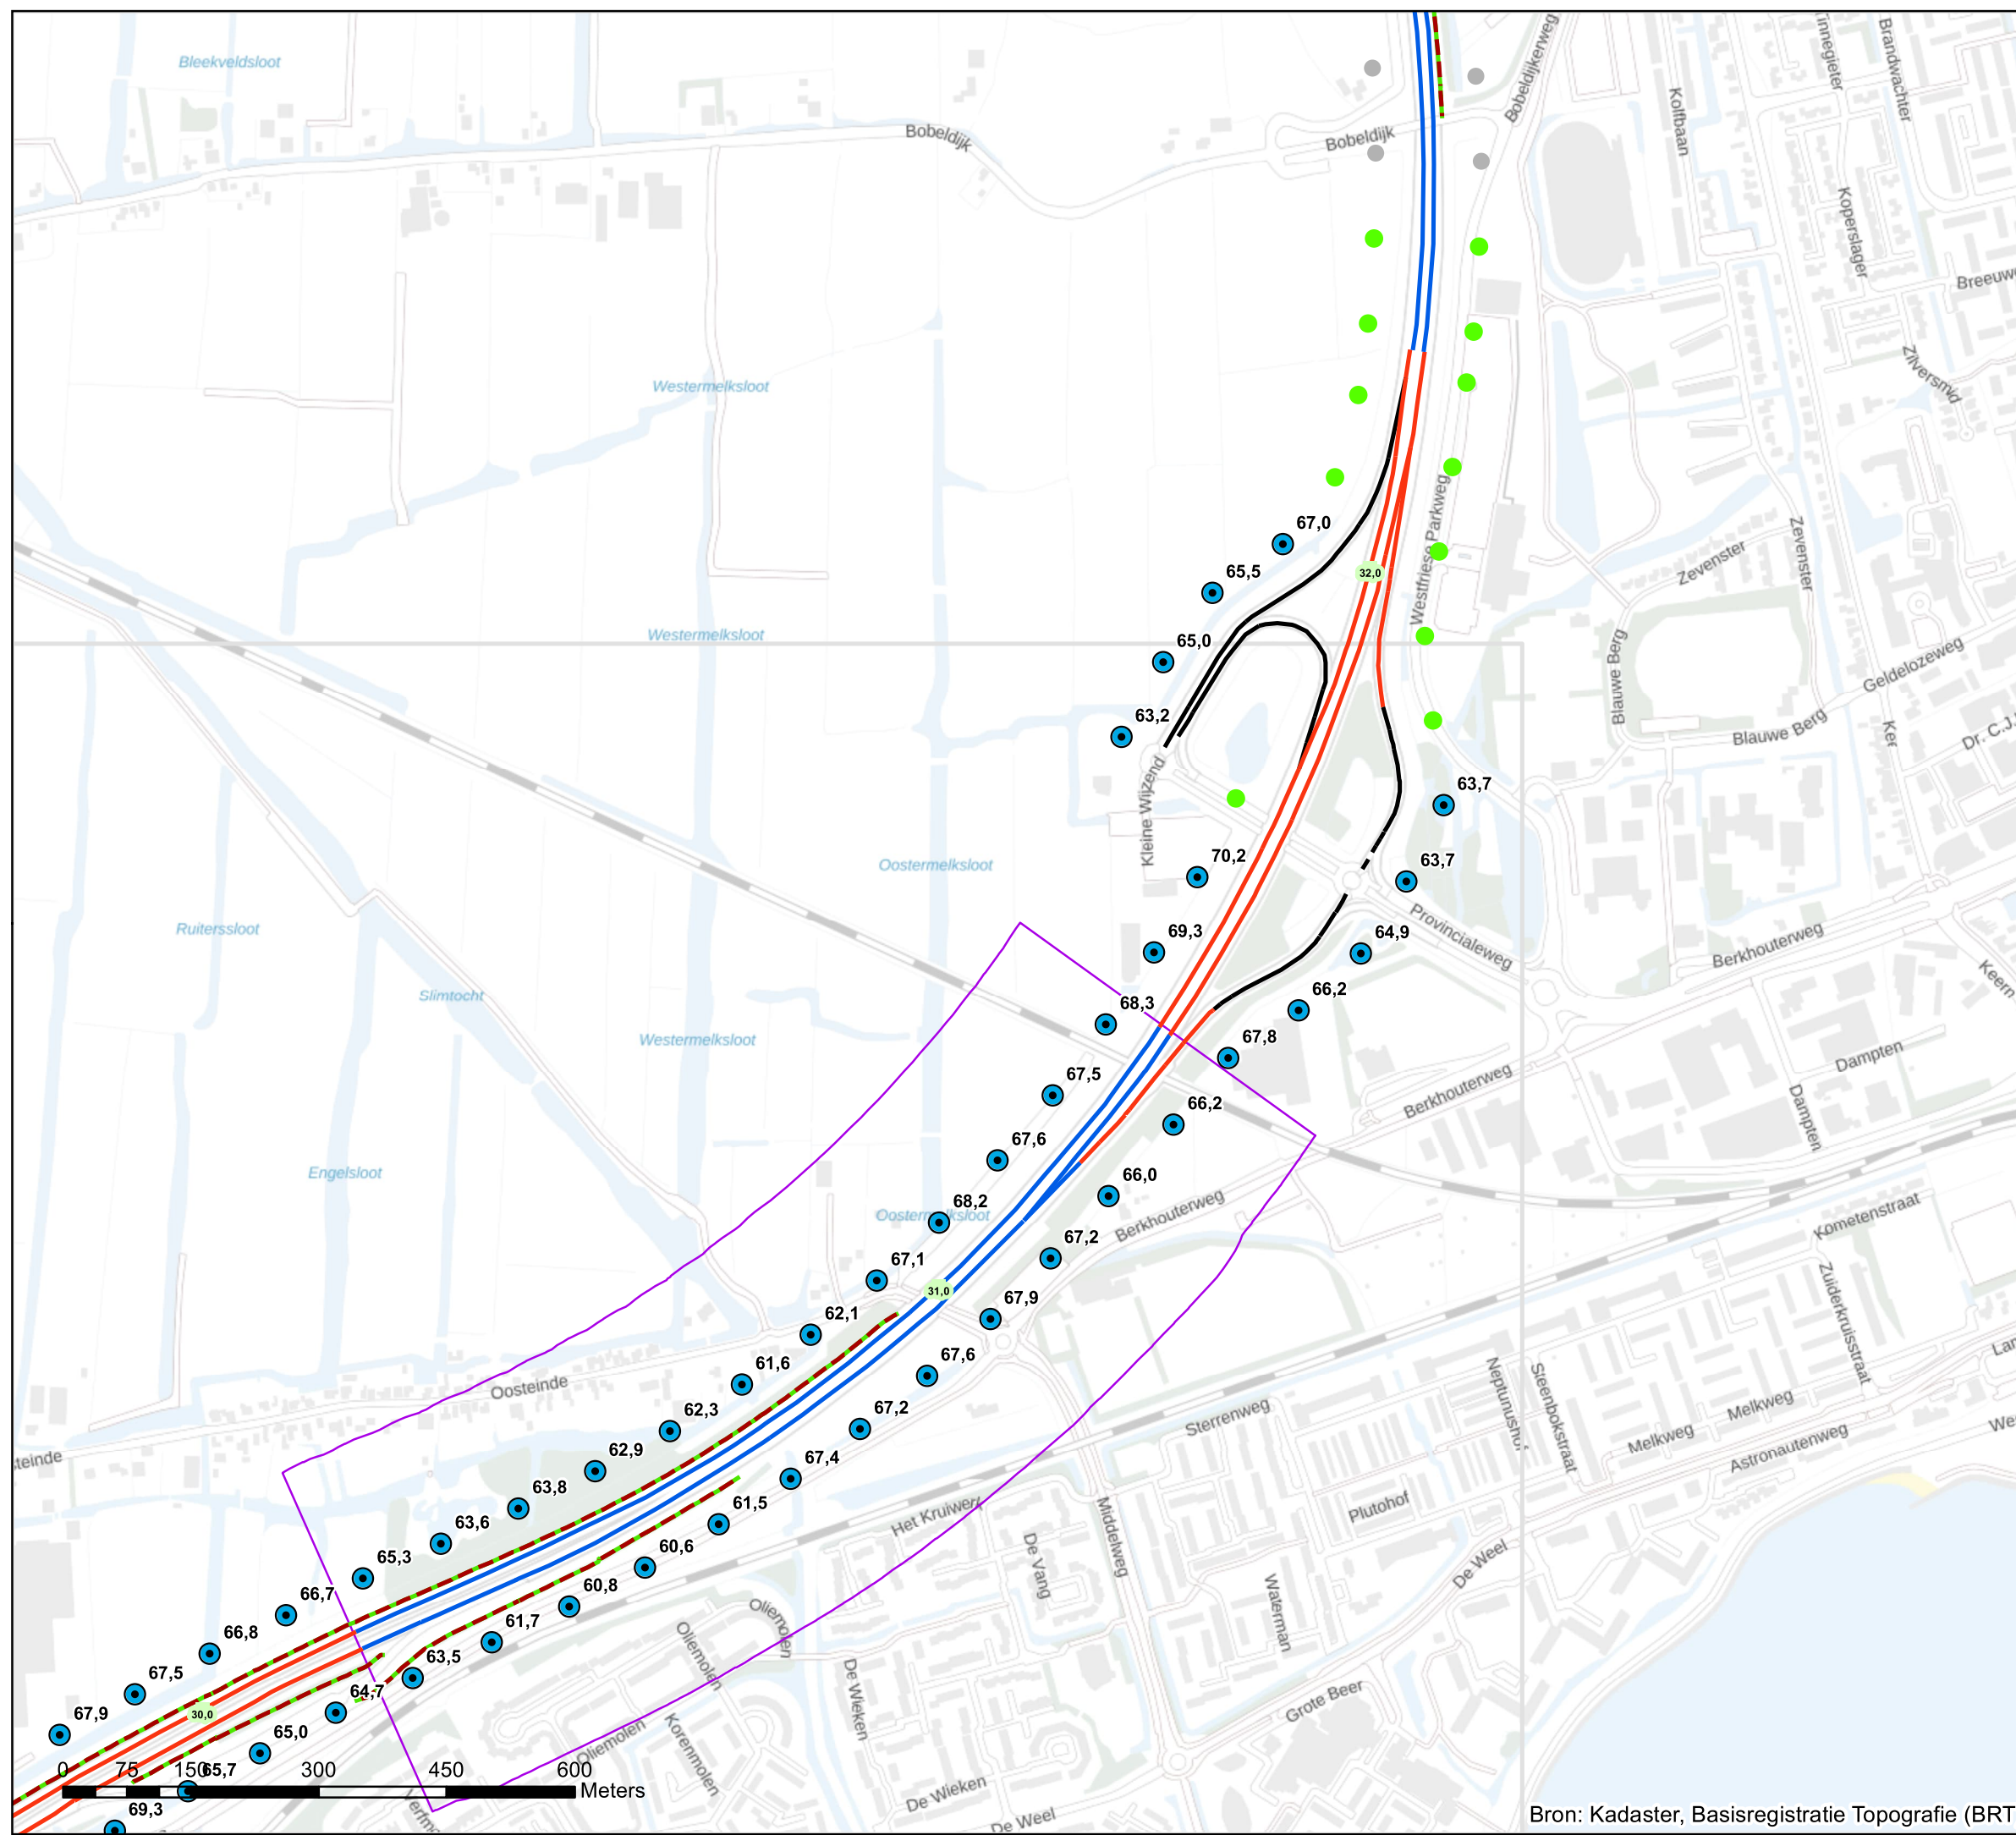 Bleekveldsloot
Bobeldijk
Bobeldijk
Bobeldijkerweg
Kolfbaan
Tinnegieter
Brandwachter
Koperslager
Zilversmid
Westermelksloot
67,0
65,5
32,0
Westfriese Parkweg
Zevenster
Zevenster
Westermelksloot
65,0
Blauwe Berg
Geldelozeweg
63,2
Blauwe Berg
Kleine Wijzend
63,7
Oostermelksloot
70,2
63,7
Ruiterssloot
69,3
64,9
Provincialeweg
Berkhouterweg
Keern
Slimtocht
68,3
66,2
Westermelksloot
67,8
Dampten
67,5
Berkhouterweg
Dampten
66,2
67,6
Engelsloot
66,0
68,2
Oostermelksloot
Berkhouterweg
Kometenstraat
67,2
67,1
31,0
67,9
Zuiderkruisstraat
62,1
61,6
67,6
Oosteinde
62,3
67,2
Sterrenweg
Neptunushof
Steenbokstraat
Melkweg
Melkweg
Astronautenweg
62,9
67,4
63,8
61,5
Het Kruiwerk
Middelweg
Plutohof
63,6
60,6
De Vang
De Weel
65,3
60,8
66,7
61,7
Oliemolen
Oliemolen
Waterman
66,8
63,5
De Wieken
67,5
64,7
Grote Beer
67,9
30,0
65,0
Oliemolen
Korenmolen
65,7
De Wieken
De Weel
69,3
0 75 150 300 450 600
Meters
Bron: Kadaster, Basisregistratie Topografie (BRT